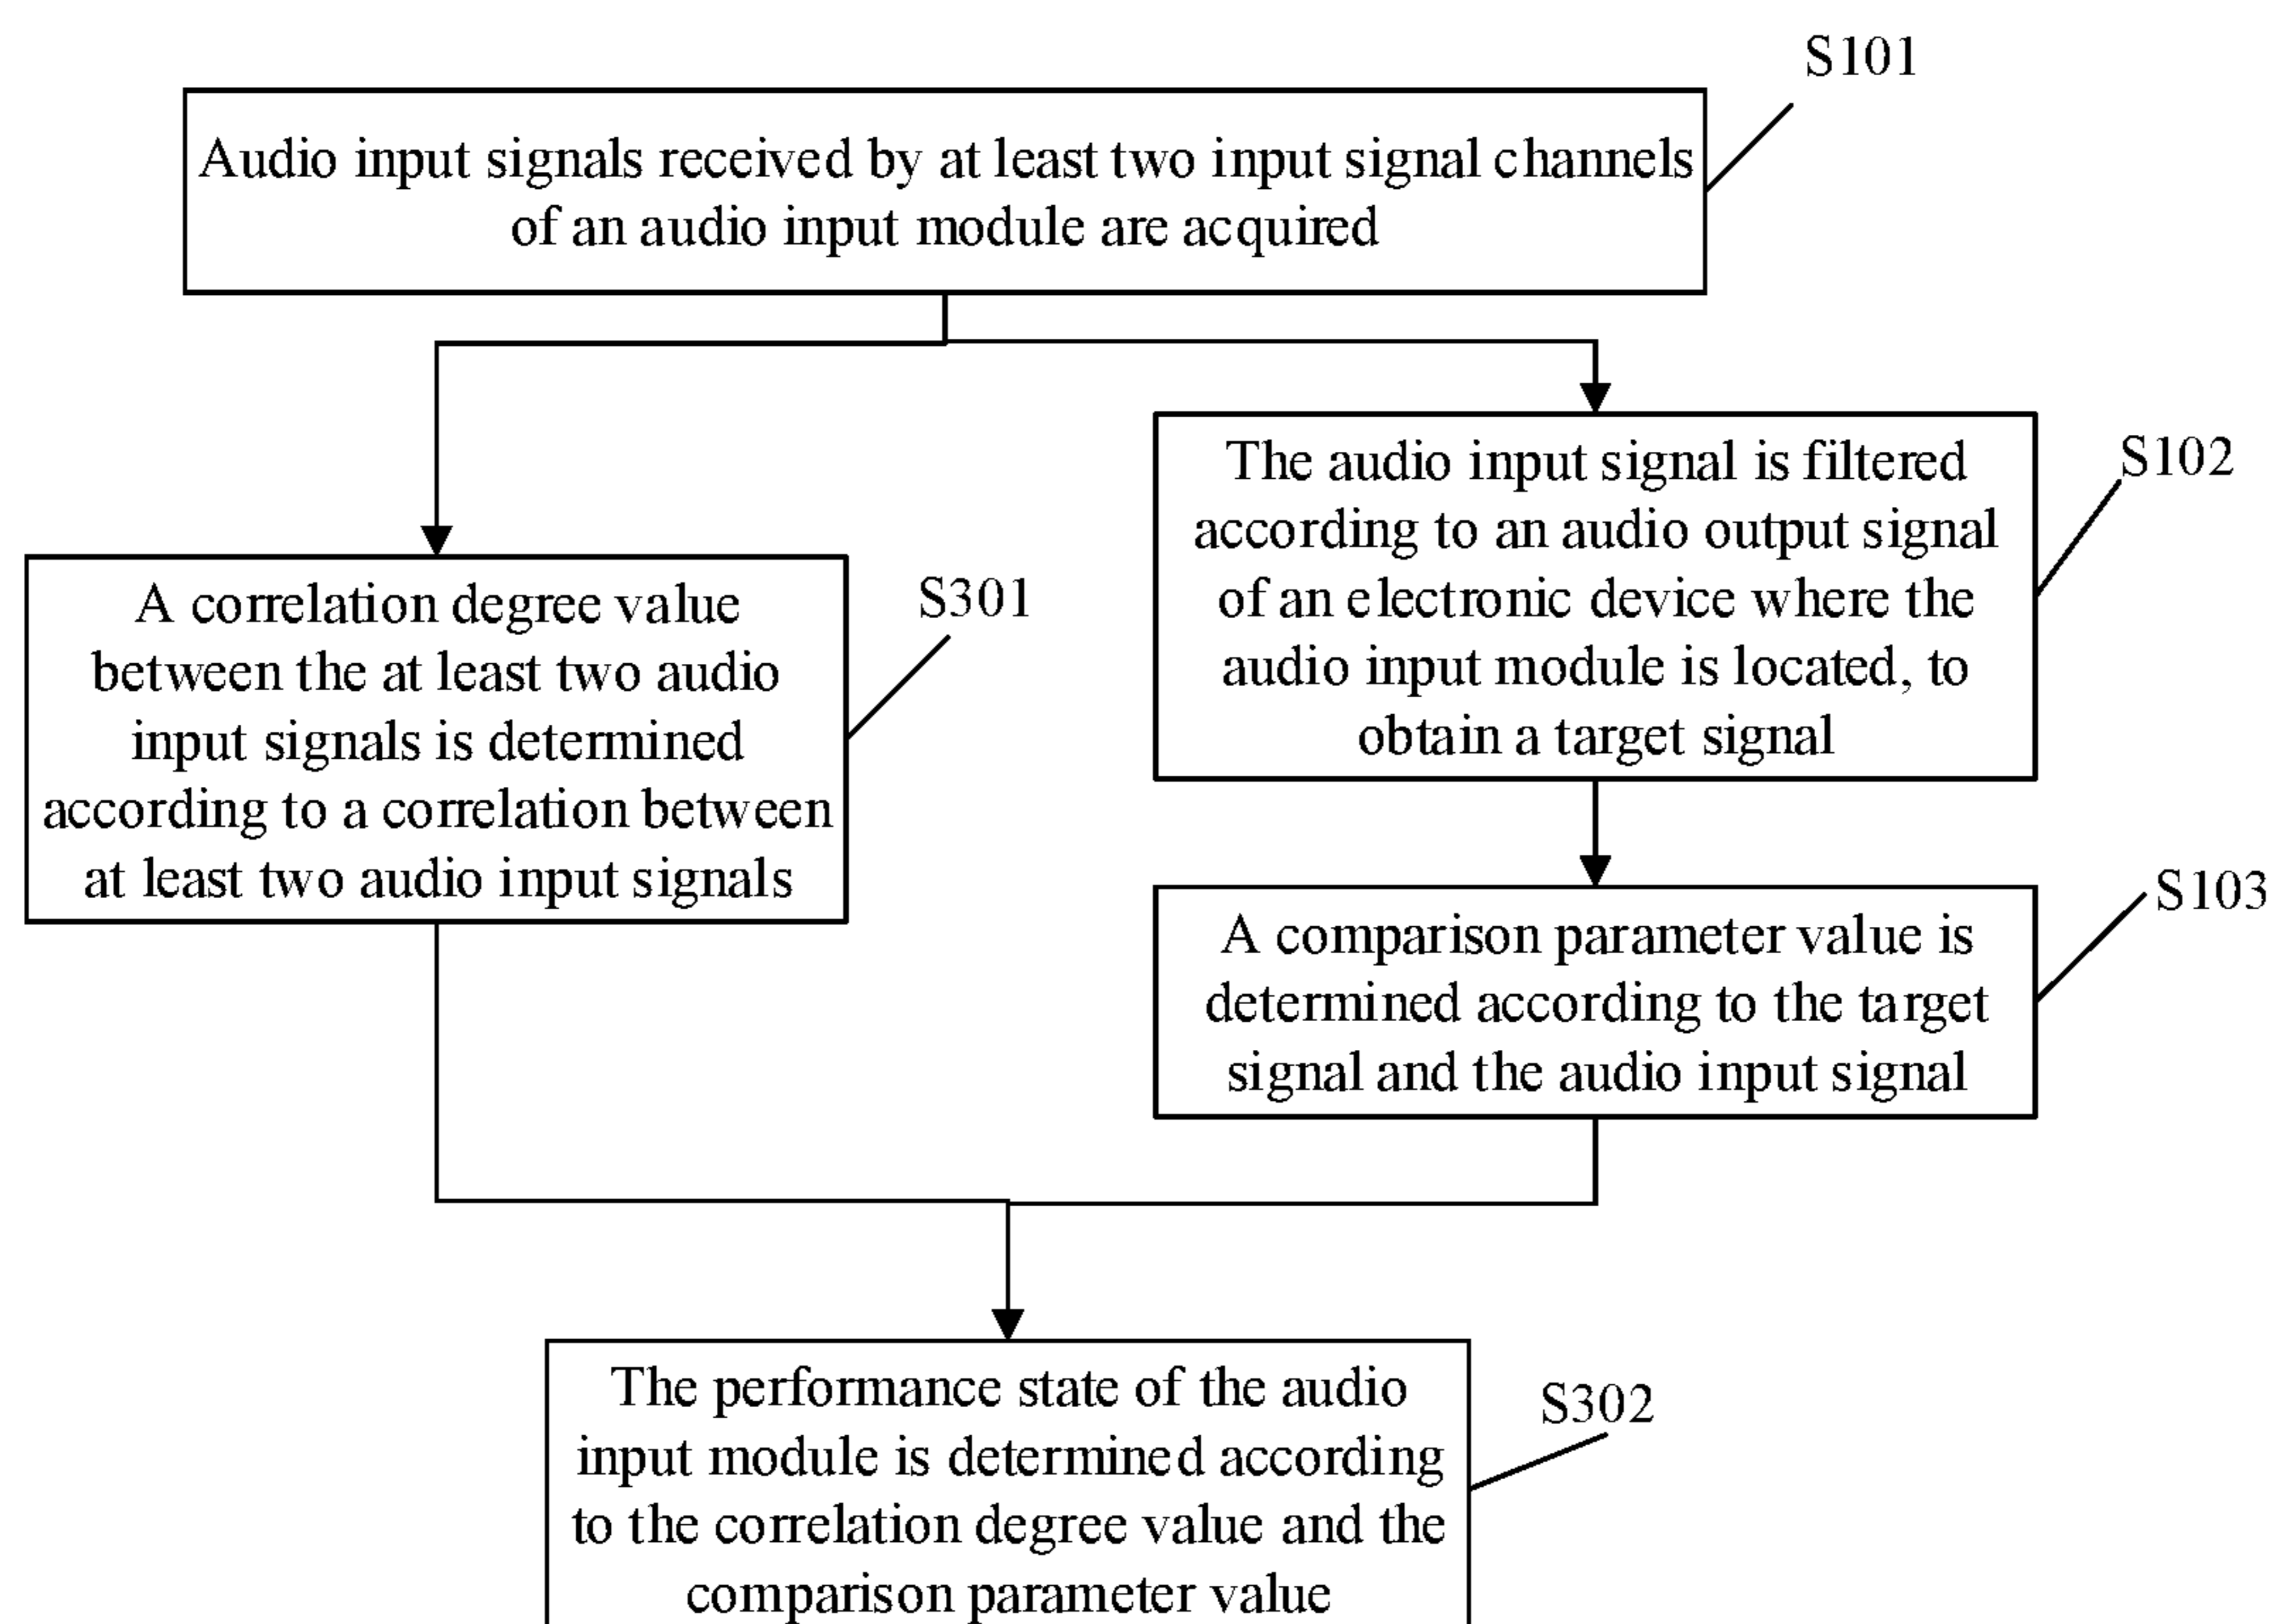 S101
Audio input signals received by at least two input signal channels
of an audio input module are acquired
The audio input signal is filtered
according to an audio output signal
of an electronic device where the
audio input module is located, to
obtain a target signal
S102
A correlation degree value
between the at least two audio
input signals is determined
according to a correlation between
at least two audio input signals
S301
A comparison parameter value is
determined according to the target
signal and the audio input signal
S103
The performance state of the audio
input module is determined according
to the correlation degree value and the
comparison parameter value
S302